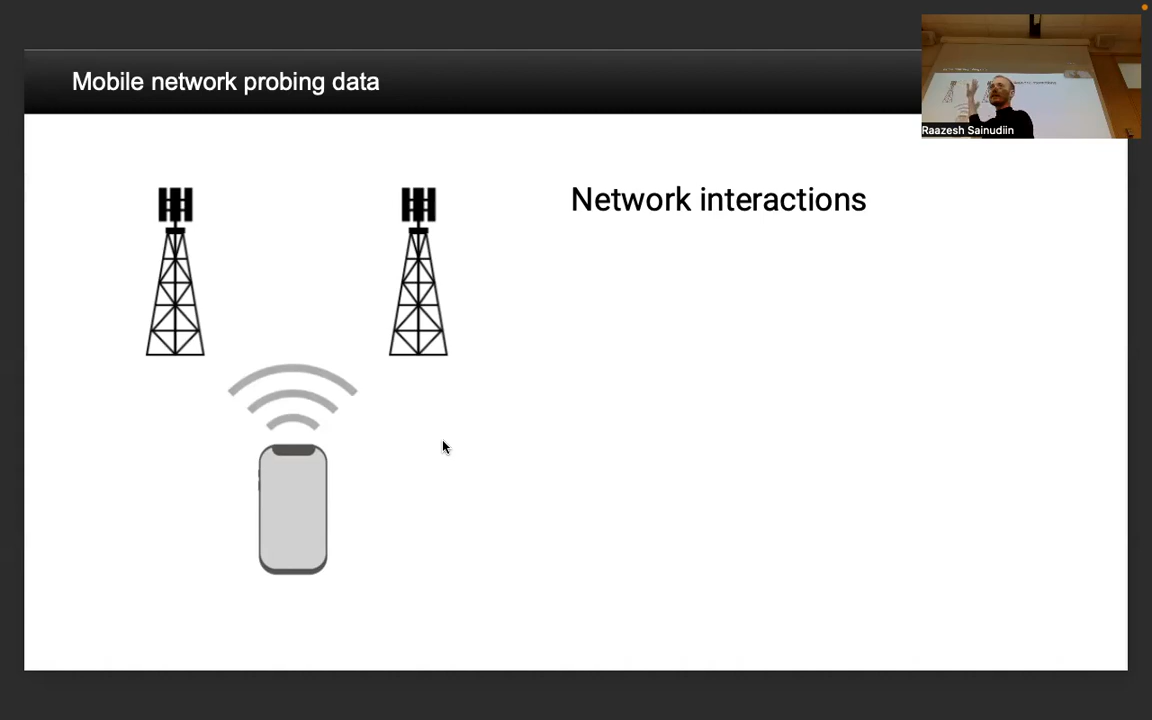 Mobile network probing data
Raazesh Sainudiin
Network interactions